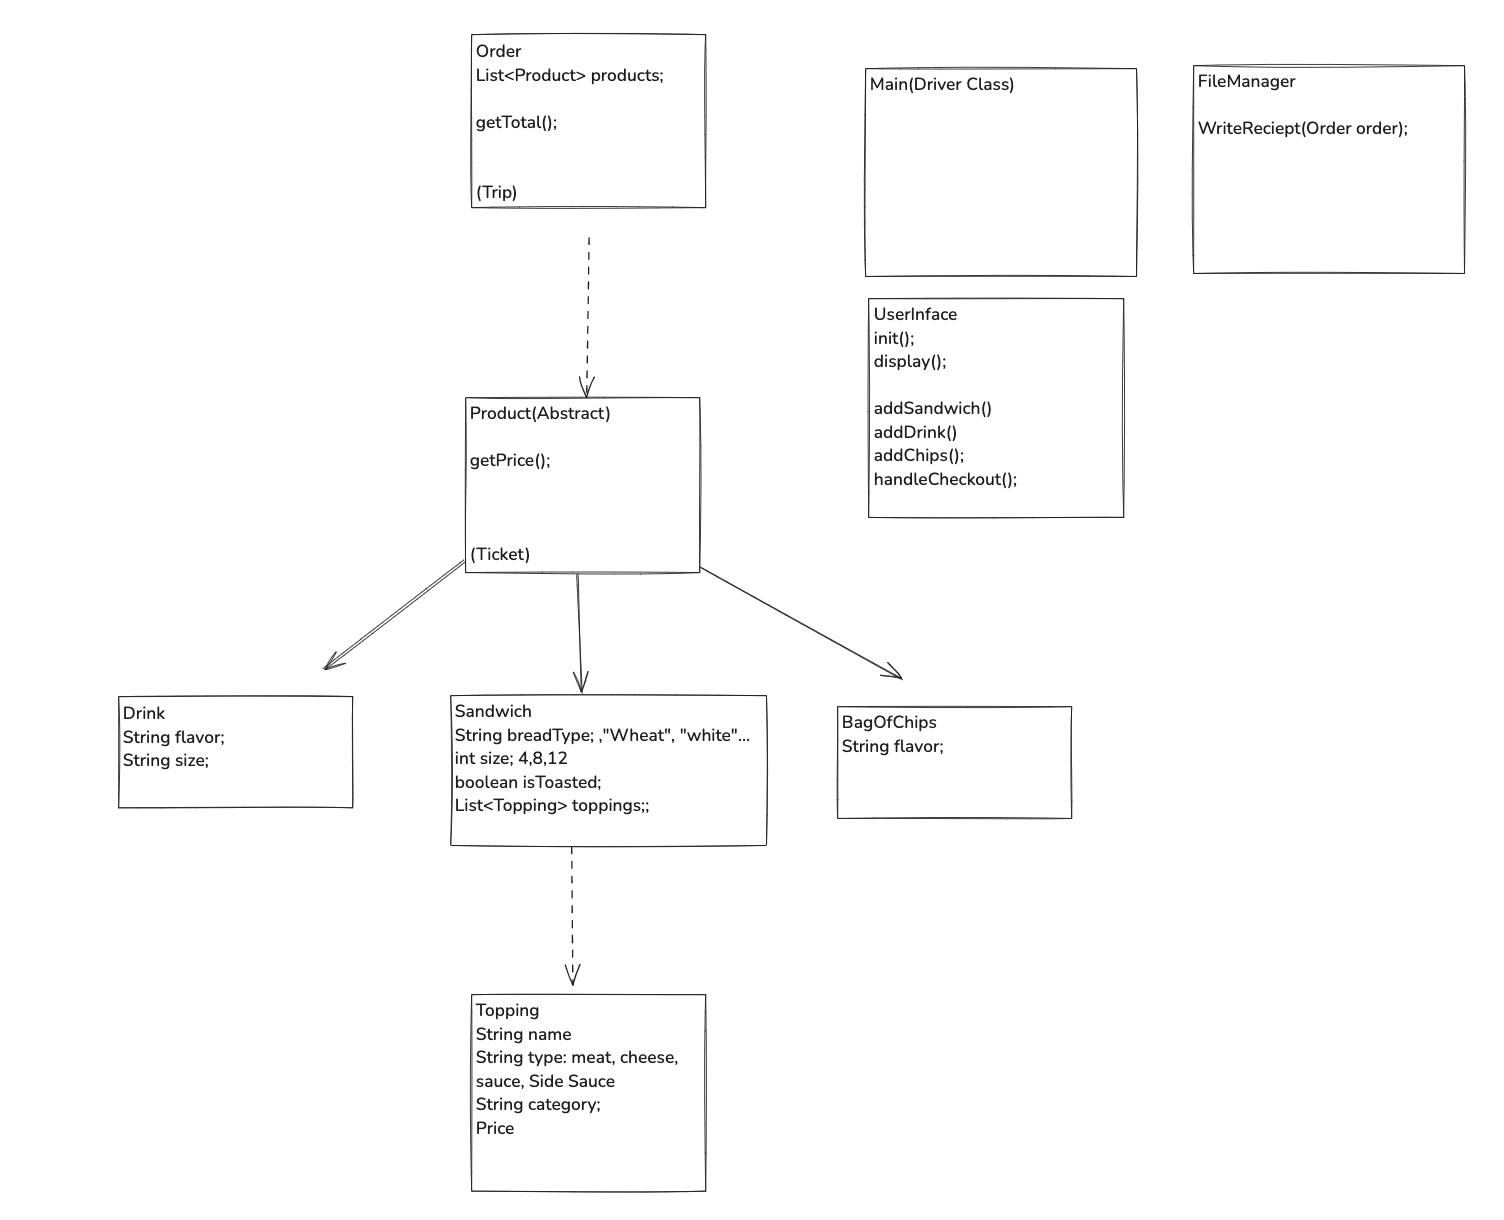 Order
List<Product> products;
getTotal();
(Trip)
Main(Driver Class)
FileManager
WriteReciept(Order order);
UserInface
init();
display();
addSandwich()
addDrink()
addChips();
handleCheckout();
Product(Abstract)
getPrice();
(Ticket)
Drink
String flavor;
String size;
Sandwich
String breadType; ,"Wheat", "white"...
int size; 4,8,12
boolean isToasted;
List<Topping> toppings;;
BagOfChips
String flavor;
Topping
String name
String type: meat, cheese,
sauce, Side Sauce
String category;
Price